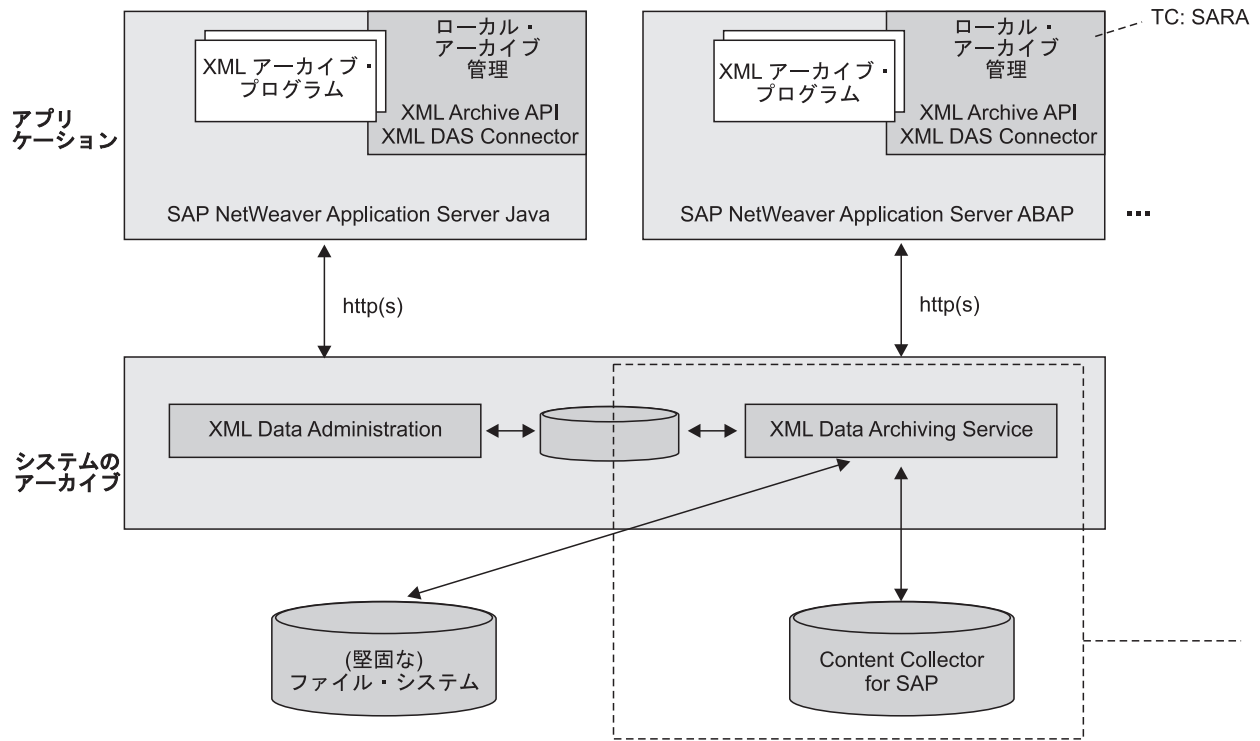 ローカル・
アーカイブ
管理
XML アーカイブ・
プログラム
XML Archive API
XML DAS Connector
SAP NetWeaver Application Server Java
ローカル・
アーカイブ
管理
XML アーカイブ・
プログラム
XML Archive API
XML DAS Connector
SAP NetWeaver Application Server ABAP
TC: SARA
...
アプリ
ケーション
http(s)
http(s)
XML Data Administration
XML Data Archiving Service
システムの
アーカイブ
(堅固な)
ファイル・システム
Content Collector
for SAP